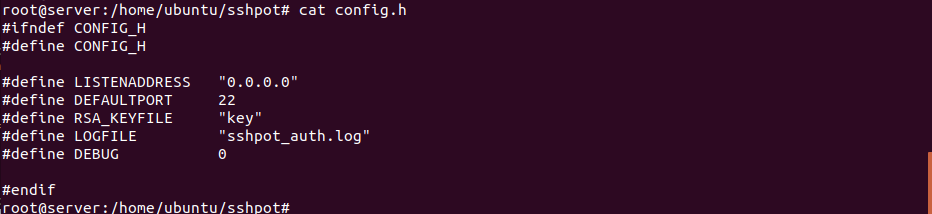 root@server:/home/ubuntu/sshpot# cat config.h
#ifndef CONFIG_H
#define CONFIG_H
#define LISTENADDRESS   "0.0.0.0"
#define DEFAULTPORT     22
#define RSA_KEYFILE     "key"
#define LOGFILE         "sshpot_auth.log"
#define DEBUG           0
#endif
root@server:/home/ubuntu/sshpot#